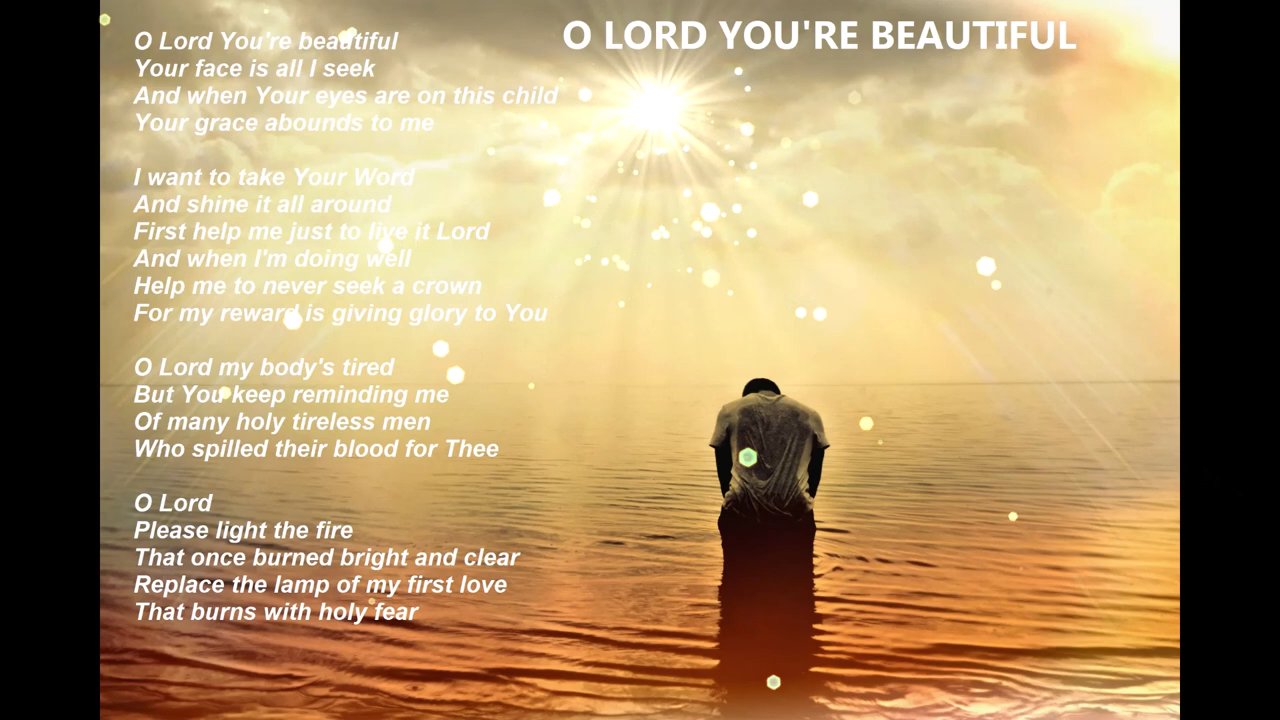 O LORD YOU'RE BEAUTIFUL
O Lord You're beautiful
Your face is all I seek
And when Your eyes are on this child
Your grace abounds to me
I want to take Your Word
And shine it all around
First help me just to live it Lord
And when I'm doing well
Help me to never seek a crown
For my reward is giving glory to You
O Lord my body's tired
But You keep reminding me
Of many holy tireless men
Who spilled their blood for Thee
O Lord
Please light the fire
That once burned bright and clear
Replace the lamp of my first love
That burns with holy fear